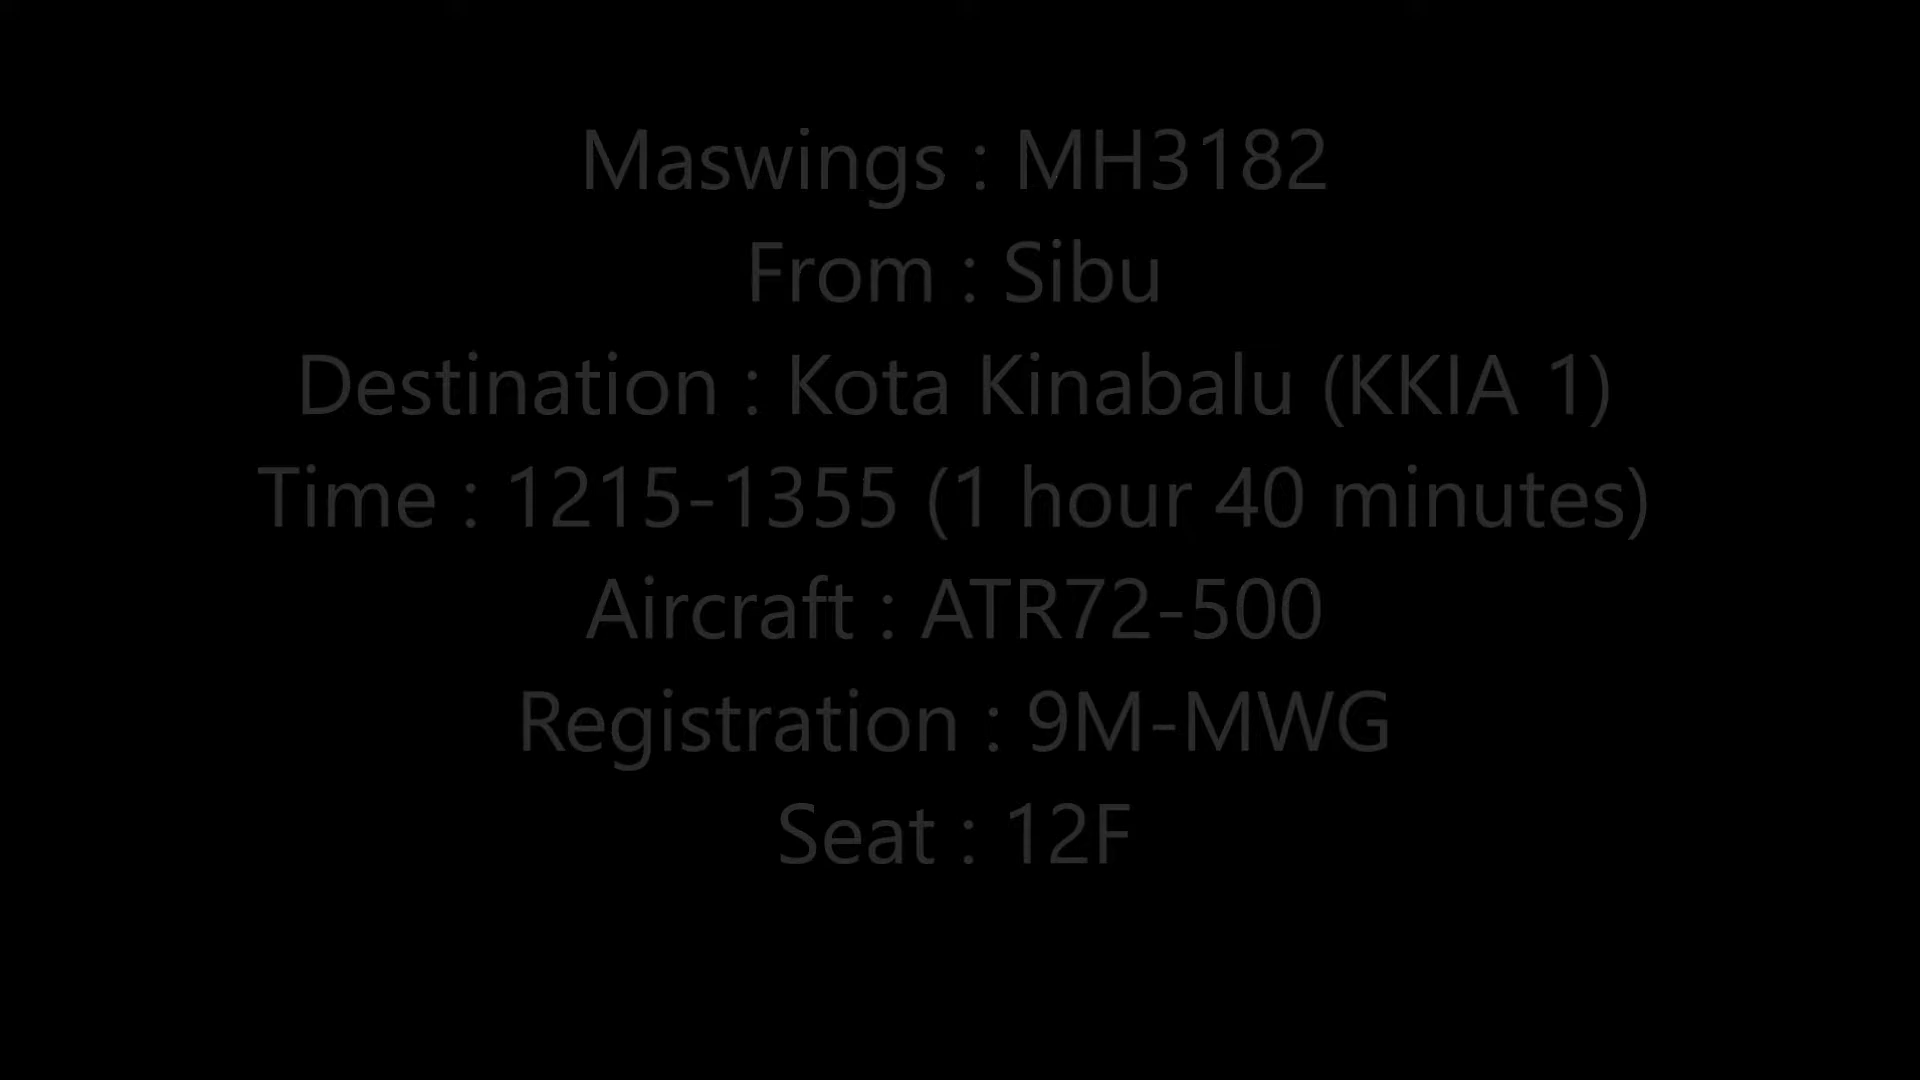 Maswings : MH3182
From : Sibu
Destination : Kota Kinabalu (KKIA 1)
Time : 1215-1355 (1 hour 40 minutes)
Aircraft : ATR72-500
Registration : 9M-MWG
Seat : 12F